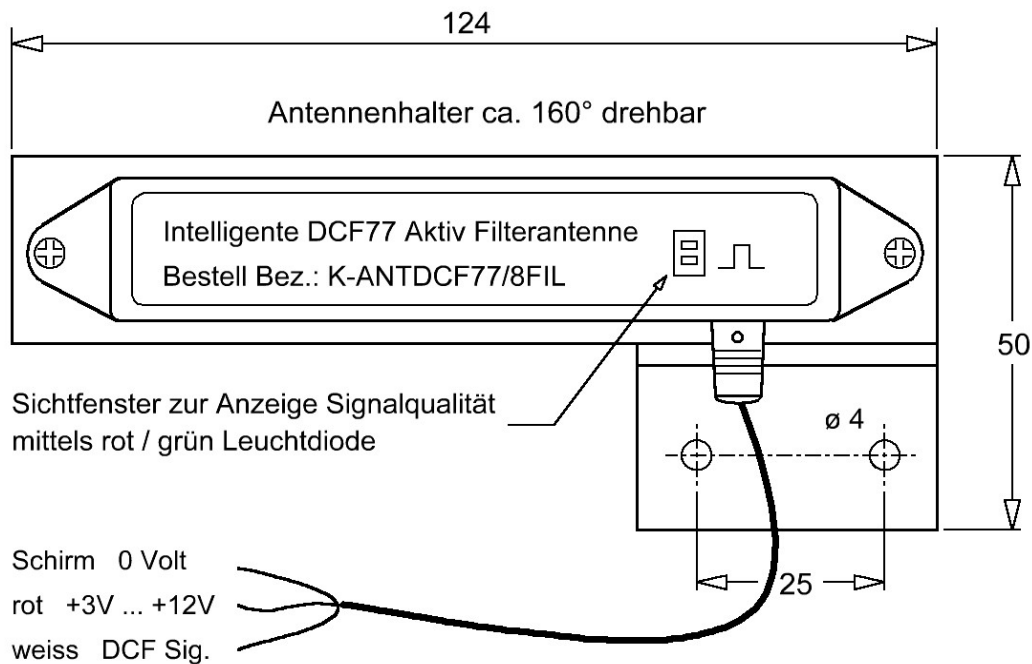 124
Antennenhalter ca. 160° drehbar
Intelligente DCF77 Aktiv Filterantenne
Bestell Bez.: K-ANTDCF77/8FIL
50
Sichtfenster zur Anzeige Signalqualität
mittels rot / grün Leuchtdiode
ø 4
25
Schirm 0 Volt
rot +3V ... +12V
weiss DCF Sig.